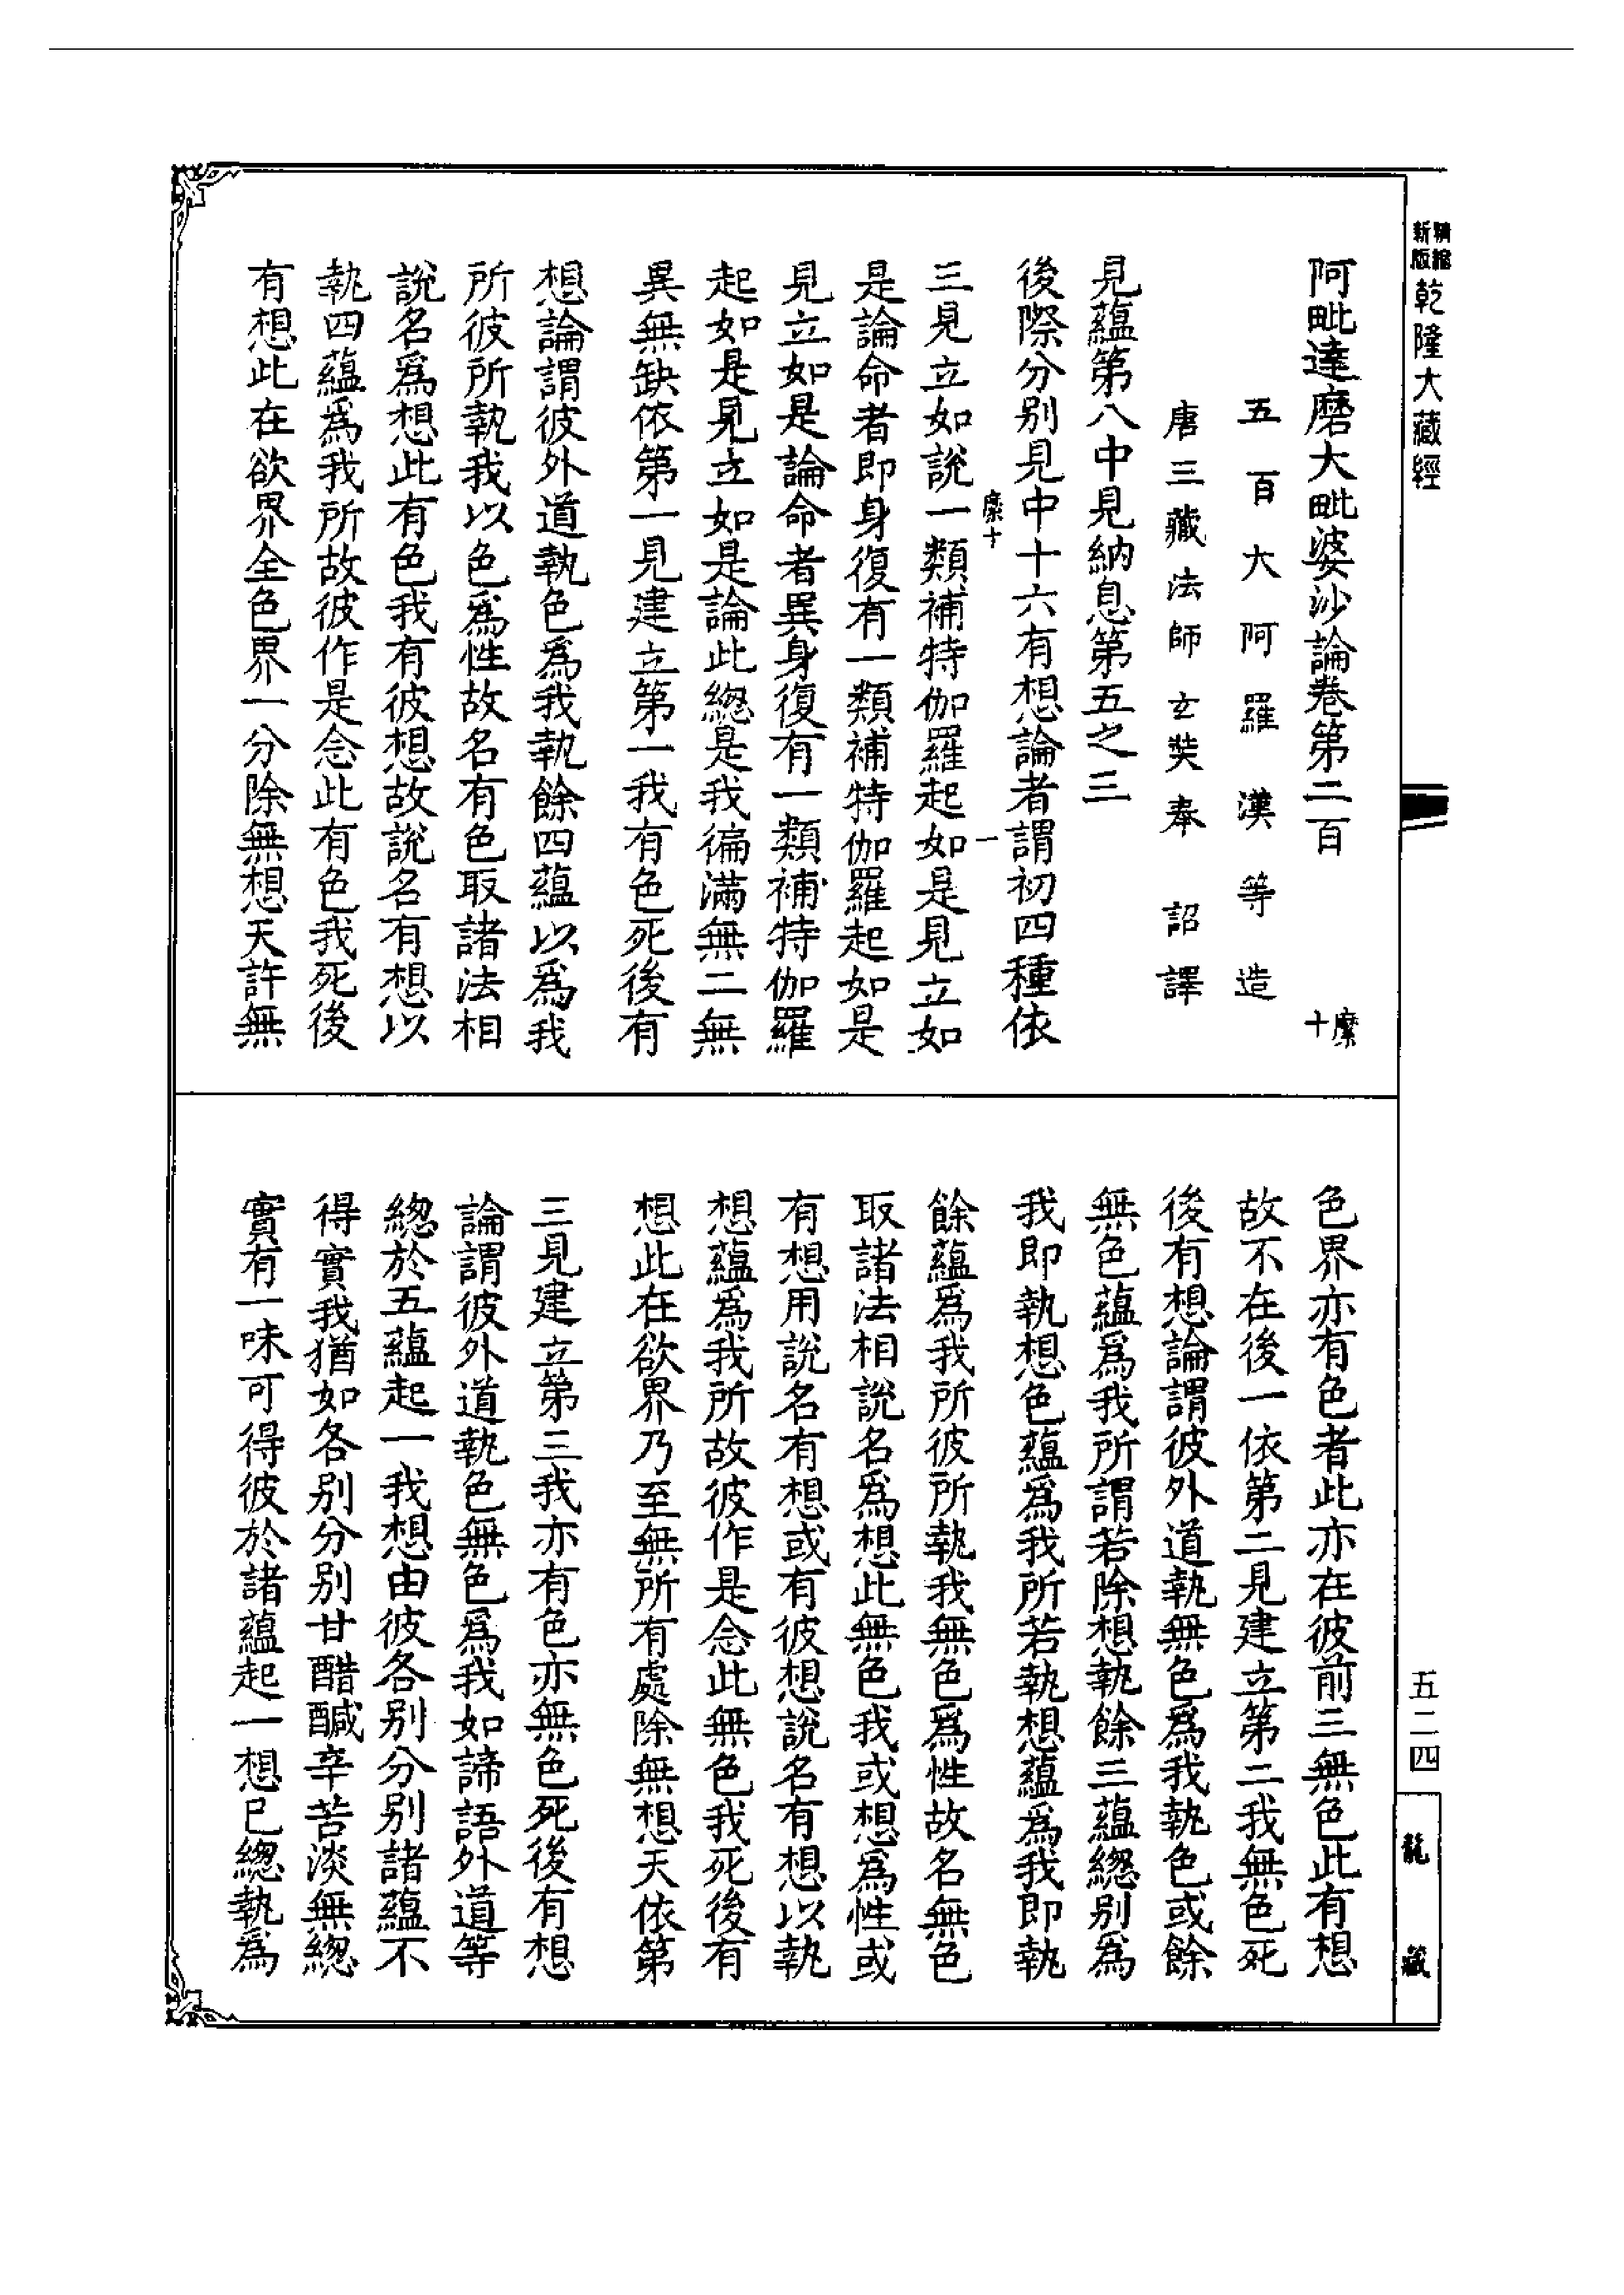 精縮新版乾隆大藏經
阿毗達磨大毗婆沙論卷第二百 縻十
五百大阿羅漢等造
唐三藏法師玄奘奉詔譯
見蘊第八中見納息第五之三
後際分别見中十六有想論者謂初四種依
縻十 一
三見立如說一類補特伽羅起如是見立如
是論命者即身復有一類補特伽羅起如是
見立如是論命者異身復有一類補特伽羅
起如是見立如是論此總是我徧滿無二無
異無缺依第一見建立第一我有色死後有
想論謂彼外道執色爲我執餘四蘊以爲我
所彼所執我以色爲性故名有色取諸法相
說名爲想此有色我有彼想故說名有想以
執四蘊爲我所故彼作是念此有色我死後
有想此在欲界全色界一分除無想天許無
色界亦有色者此亦在彼前三無色此有想
故不在後一依第二見建立第二我無色死
後有想論謂彼外道執無色爲我執色或餘
無色蘊爲我所謂若除想執餘三蘊總别爲
我即執想色蘊爲我所若執想蘊爲我即執
餘蘊爲我所彼所執我無色爲性故名無色
取諸法相說名爲想此無色我或想爲性或
有想用說名有想或有彼想說名有想以執
想蘊爲我所故彼作是念此無色我死後有
想此在欲界乃至無所有處除無想天依第
三見建立第三我亦有色亦無色死後有想
論謂彼外道執色無色爲我如諦語外道等
總於五蘊起一我想由彼各别分别諸蘊不
得實我猶如各别分别甘醋鹹辛苦淡無總
實有一味可得彼於諸蘊起一想已總執爲
五二四
龍藏